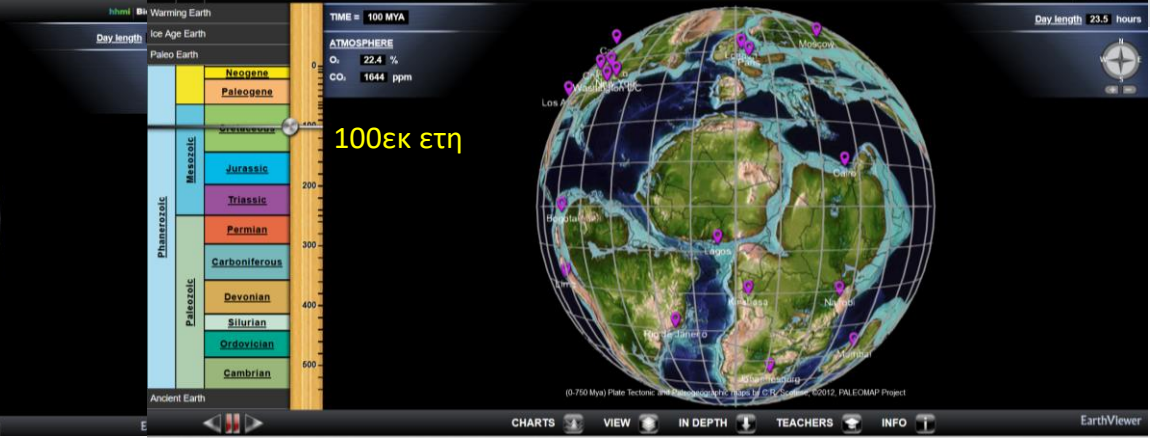 hhmi Bi
Day length
E
Warming Earth
Ice Age Earth
Paleo Earth
Phanerozoic
Mesozoic
Paleozoic
Neogene
Paleogene
Cretaceous
Jurassic
Triassic
Permian
Carboniferous
Devonian
Silurian
Ordovician
Cambrian
Ancient Earth
0
100
200
300
400
500
TIME = 100 MYA
ATMOSPHERE
O₂ 22.4 %
CO₂ 1644 ppm
100εκ ετη
Day length 23.5 hours
N
W E
S
Moscow
Paris
New York
Washington DC
Los A
Cairo
Bogota
Lagos
Lima
Kinshasa
Nairobi
Rio de Janeiro
Mumbai
Johannesburg
(0-750 Mya) Plate Tectonic and Paleogeographic maps by C.R. Scotese, ©2012, PALEOMAP Project
CHARTS VIEW IN DEPTH TEACHERS INFO
EarthViewer